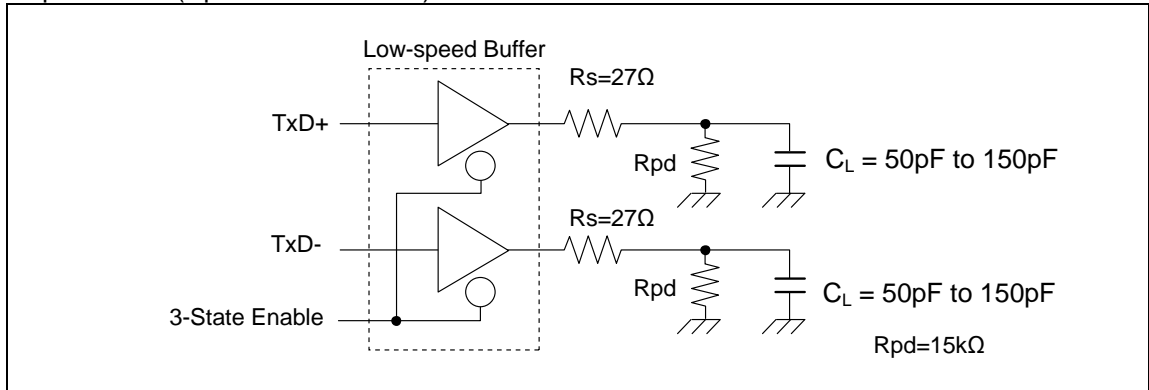 Low-speed Buffer
Rs=27Ω
TxD+
Rpd
CL = 50pF to 150pF
Rs=27Ω
TxD-
Rpd
CL = 50pF to 150pF
3-State Enable
Rpd=15kΩ